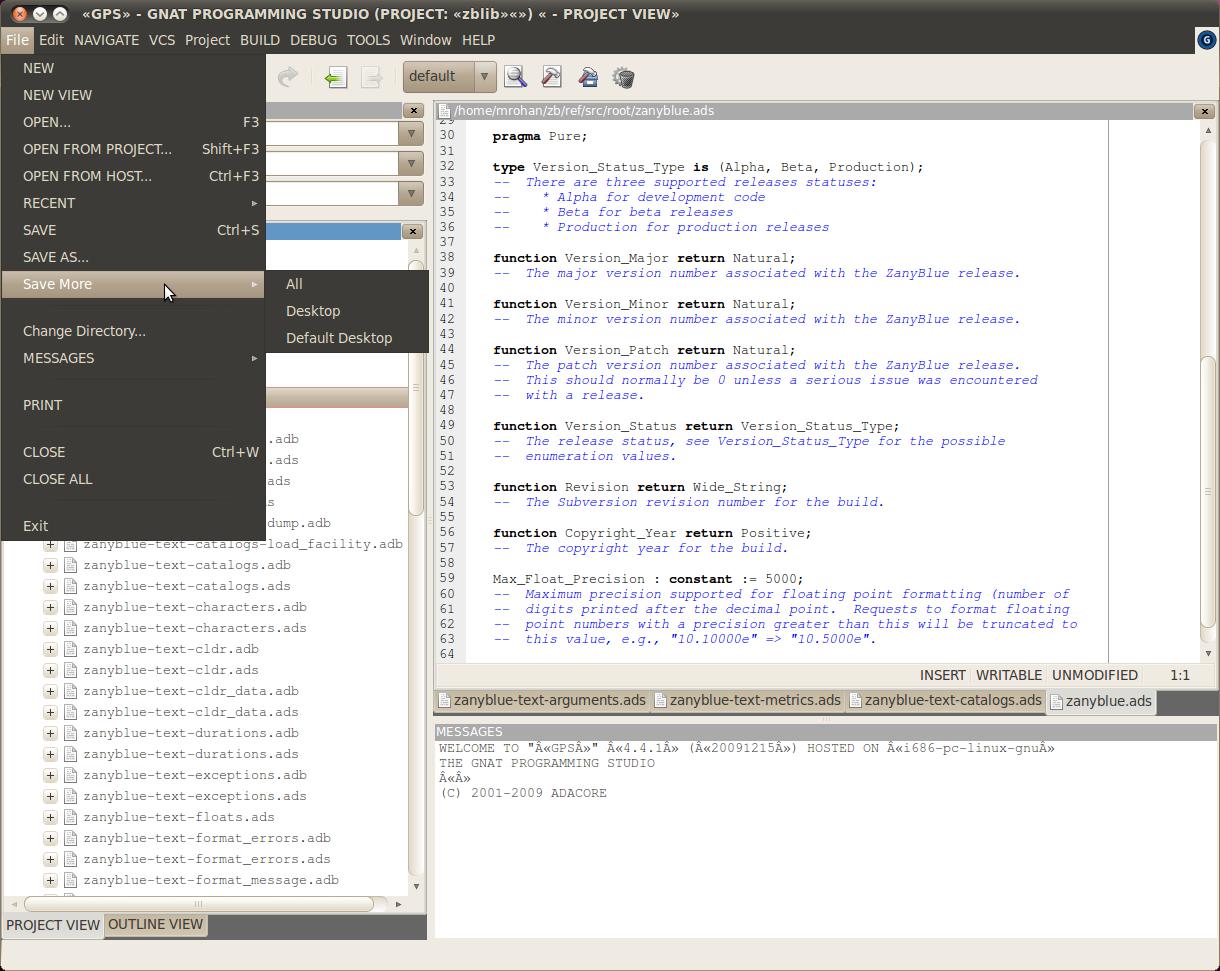 «GPS» - GNAT PROGRAMMING STUDIO (PROJECT: «zblib»«») « - PROJECT VIEW»
File Edit NAVIGATE VCS Project BUILD DEBUG TOOLS Window HELP
NEW
NEW VIEW
OPEN... F3
OPEN FROM PROJECT... Shift+F3
OPEN FROM HOST... Ctrl+F3
RECENT
SAVE Ctrl+S
SAVE AS...
Save More
Change Directory...
MESSAGES
PRINT
CLOSE Ctrl+W
CLOSE ALL
Exit
All
Desktop
Default Desktop
default
.adb
.ads
ads
s
dump.adb
zanyblue-text-catalogs-load_facility.adb
zanyblue-text-catalogs.adb
zanyblue-text-catalogs.ads
zanyblue-text-characters.adb
zanyblue-text-characters.ads
zanyblue-text-cldr.adb
zanyblue-text-cldr.ads
zanyblue-text-cldr_data.adb
zanyblue-text-cldr_data.ads
zanyblue-text-durations.adb
zanyblue-text-durations.ads
zanyblue-text-exceptions.adb
zanyblue-text-exceptions.ads
zanyblue-text-floats.ads
zanyblue-text-format_errors.adb
zanyblue-text-format_errors.ads
zanyblue-text-format_message.adb
PROJECT VIEW OUTLINE VIEW
/home/mrohan/zb/ref/src/root/zanyblue.ads
29
30 pragma Pure;
31
32 type Version_Status_Type is (Alpha, Beta, Production);
33 -- There are three supported releases statuses:
34 -- * Alpha for development code
35 -- * Beta for beta releases
36 -- * Production for production releases
37
38 function Version_Major return Natural;
39 -- The major version number associated with the ZanyBlue release.
40
41 function Version_Minor return Natural;
42 -- The minor version number associated with the ZanyBlue release.
43
44 function Version_Patch return Natural;
45 -- The patch version number associated with the ZanyBlue release.
46 -- This should normally be 0 unless a serious issue was encountered
47 -- with a release.
48
49 function Version_Status return Version_Status_Type;
50 -- The release status, see Version_Status_Type for the possible
51 -- enumeration values.
52
53 function Revision return Wide_String;
54 -- The Subversion revision number for the build.
55
56 function Copyright_Year return Positive;
57 -- The copyright year for the build.
58
59 Max_Float_Precision : constant := 5000;
60 -- Maximum precision supported for floating point formatting (number of
61 -- digits printed after the decimal point. Requests to format floating
62 -- point numbers with a precision greater than this will be truncated to
63 -- this value, e.g., "10.10000e" => "10.5000e".
64
INSERT WRITABLE UNMODIFIED 1:1
zanyblue-text-arguments.ads zanyblue-text-metrics.ads zanyblue-text-catalogs.ads zanyblue.ads
MESSAGES
WELCOME TO "Â«GPSÂ»" Â«4.4.1Â» (Â«20091215Â») HOSTED ON Â«i686-pc-linux-gnuÂ»
THE GNAT PROGRAMMING STUDIO
Â«Â»
(C) 2001-2009 ADACORE